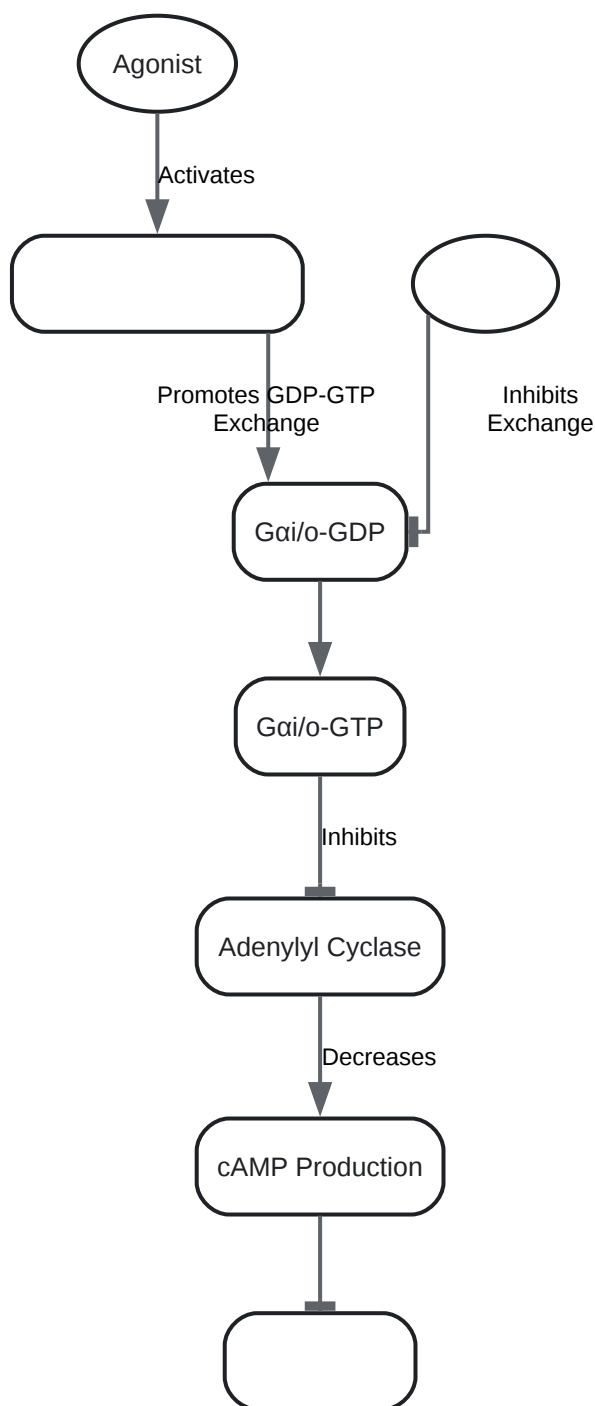 Agonist
Activates
Promotes GDP-GTP
Exchange
Inhibits
Exchange
Gαi/o-GDP
Gαi/o-GTP
Inhibits
Adenylyl Cyclase
Decreases
cAMP Production